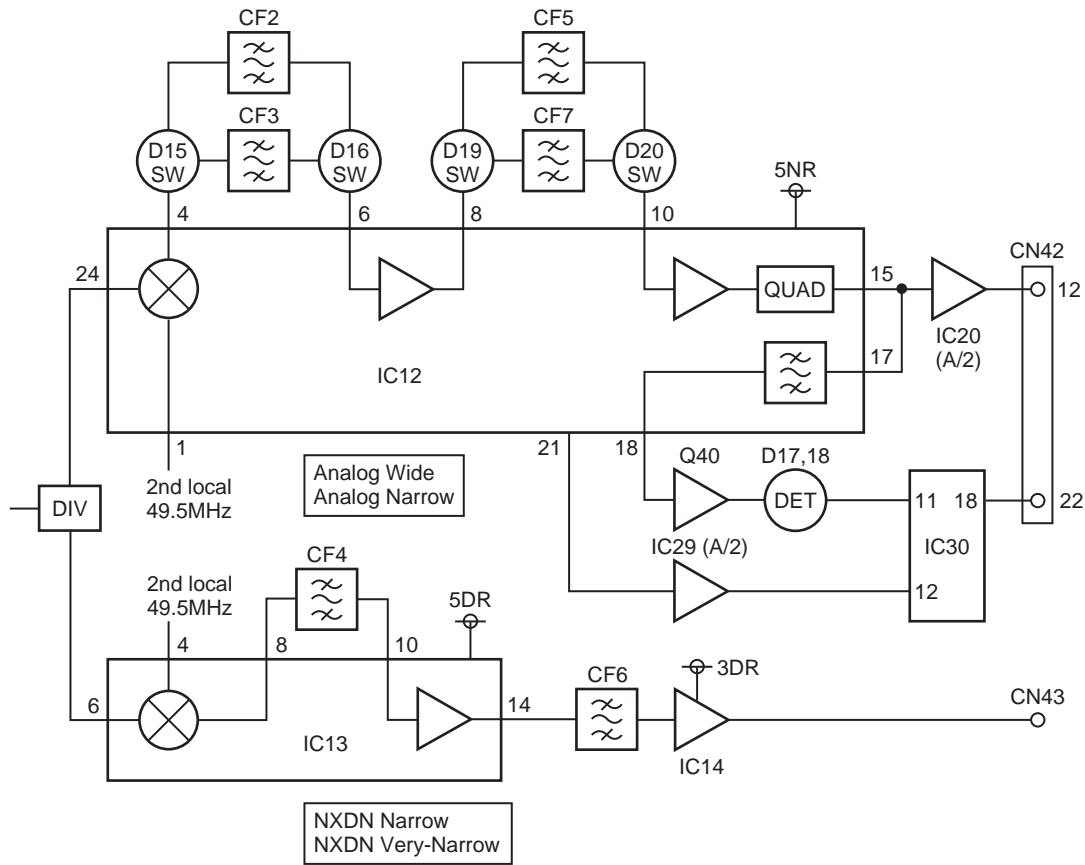 CF2
CF5
CF3
CF7
D15
SW
D16
SW
D19
SW
D20
SW
5NR
4
6
8
10
CN42
24
QUAD
15
12
IC20
(A/2)
17
IC12
1
21
18
Q40
D17,18
2nd local
49.5MHz
Analog Wide
Analog Narrow
DIV
DET
11
18
22
IC29 (A/2)
IC30
12
CF4
2nd local
49.5MHz
5DR
4
8
10
6
14
CF6
3DR
CN43
IC13
IC14
NXDN Narrow
NXDN Very-Narrow